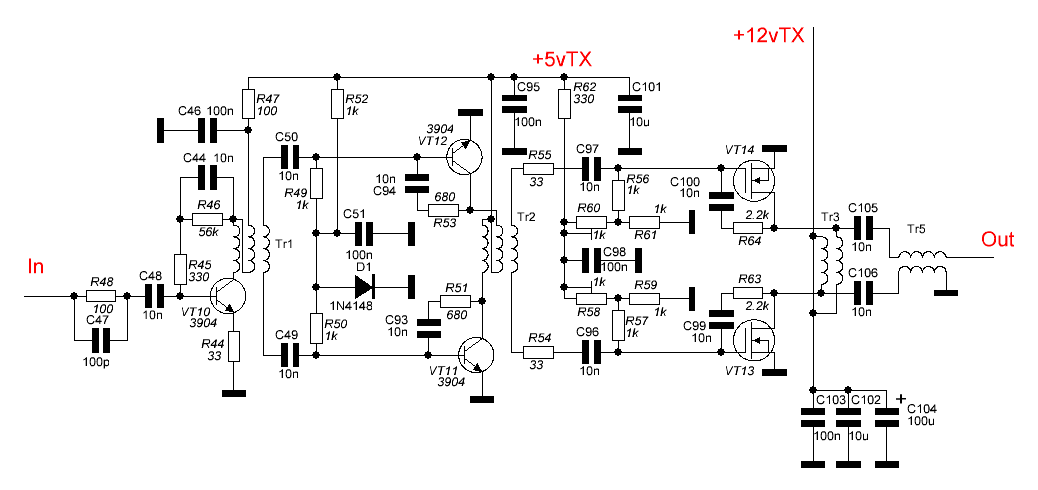 +12vTX
+5vTX
C46 100n
R47
100
R52
1k
C95
100n
R62
330
C101
10u
C44 10n
R46
56k
C50
10n
3904
VT12
10n
C94
680
R53
R49
1k
C51
100n
Tr1
D1
1N4148
R55
33
C97
10n
R56
1k
C100
10n
VT14
R60
1k
1k
R61
2.2k
R64
Tr2
Tr3
C105
10n
Tr5
Out
C98
100n
In
R48
100
C47
100p
C48
10n
R45
330
VT10
3904
R44
33
C49
10n
R50
1k
R51
680
C93
10n
VT11
3904
R54
33
C96
10n
1k
R58
R59
1k
R57
1k
C99
10n
R63
2.2k
VT13
C106
10n
C103
100n
C102
10u
+
C104
100u